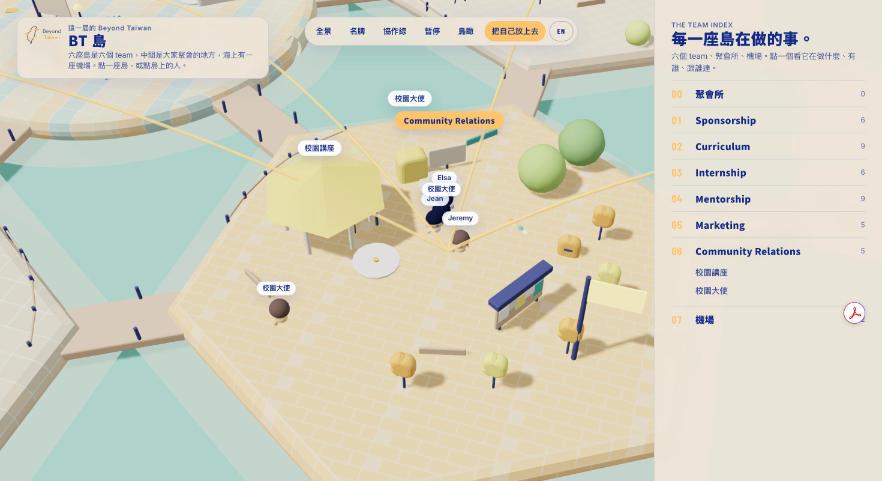 Beyond
Taiwan
這一屆的 Beyond Taiwan
BT 島
六座島是六個 team，中間是大家聚會的地方，海上有一
座機場。點一座島，或點島上的人。
全景
名牌
協作線
暫停
鳥瞰
把自己放上去
EN
校園大使
Community Relations
校園講座
Elsa
校園大使
Jean
Jeremy
校園大使
THE TEAM INDEX
每一座島在做的事。
六個 team、聚會所、機場。點一個看它在做什麼、有
誰、跟誰連。
00 聚會所 0
01 Sponsorship 6
02 Curriculum 9
03 Internship 6
04 Mentorship 9
05 Marketing 5
06 Community Relations 5
校園講座
校園大使
07 機場